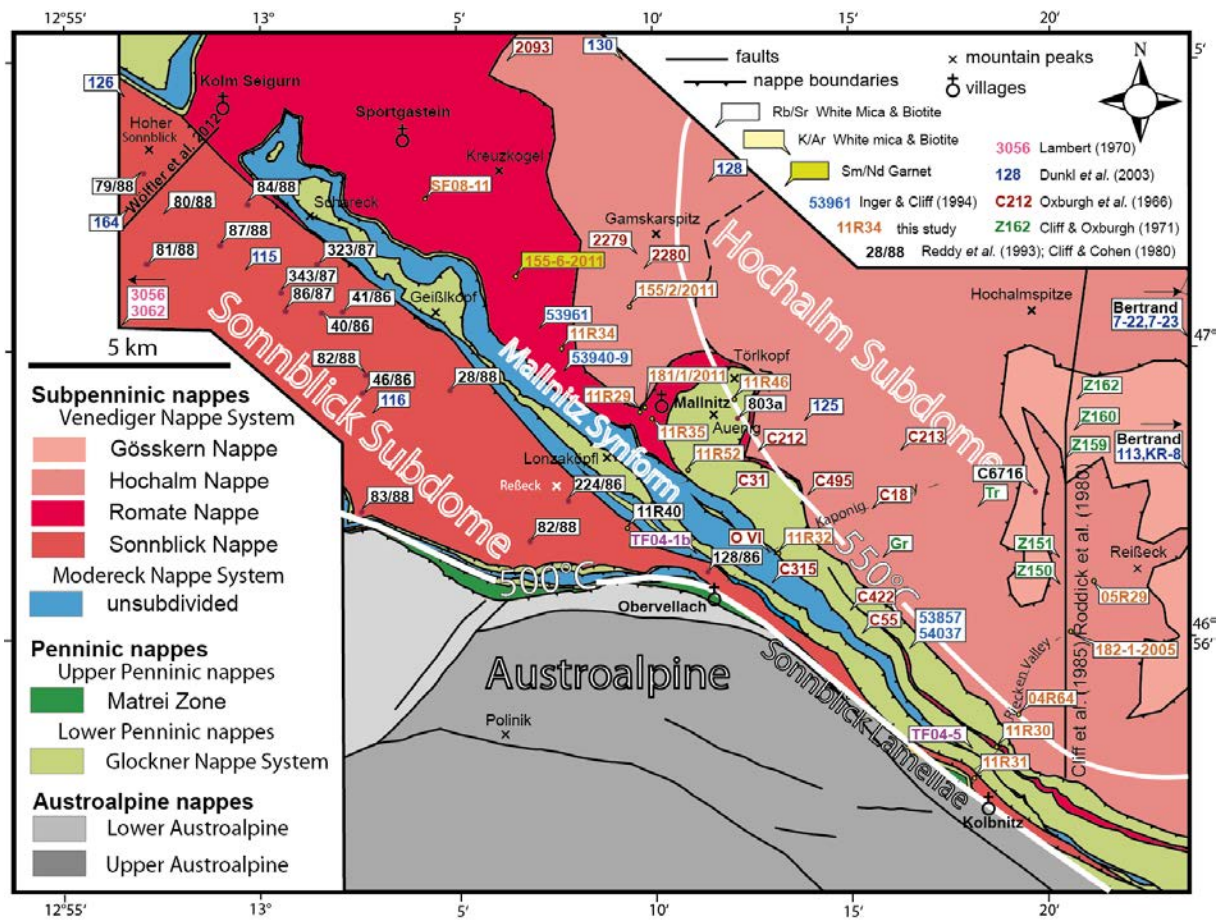 12°55'
13°
5'
10'
15'
20'
5'
47°
46°
56'
12°55'
13°
5'
10'
15'
20'
faults
nappe boundaries
mountain peaks
villages
N
Rb/Sr White Mica & Biotite
K/Ar White mica & Biotite
Sm/Nd Garnet
3056 Lambert (1970)
128 Dunkl et al. (2003)
53961 Inger & Cliff (1994)
C212 Oxburgh et al. (1966)
11R34 this study
Z162 Cliff & Oxburgh (1971)
28/88 Reddy et al. (1993); Cliff & Cohen (1980)
2093
130
126
Kolm Seigurn
Hoher
Sonnblick
Wölfler et al. 2012
Sportgastein
Kreuzkogel
79/88
80/88
84/88
SF08-11
128
164
Schareck
Gamskarspitz
87/88
2279
2280
81/88
115
323/87
155-6-2011
Hochalm Subdome
343/87
155/2/2011
Hochalmspitze
Bertrand
7-22,7-23
3056
3062
86/87
41/86
Geißlkopf
53961
40/86
11R34
5 km
Sonnblick Subdome
Mallnitz Synform
82/88
53940-9
Törlkopf
46/86
28/88
181/1/2011
11R46
Z162
116
11R29
Mallnitz
803a
125
Z160
Auernig
11R35
C212
C213
Z159
Bertrand
113,KR-8
Lonzaköpfl
11R52
C6716
Reßeck
C31
C495
224/86
C18
Tr
83/88
11R40
Kaponig
82/88
TF04-1b
O VI
11R32
550°C
Gr
Z151
Reißeck
128/86
500°C
C315
Z150
05R29
Obervellach
C422
C55
53857
54037
182-1-2005
Austroalpine
Sonnblick Lamellae
Recken Valley
Cliff et al. (1985) Roddick et al. (1980)
04R64
Polinik
TF04-5
11R30
11R31
Kolbnitz
Subpenninic nappes
Venediger Nappe System
Gösskern Nappe
Hochalm Nappe
Romate Nappe
Sonnblick Nappe
Modereck Nappe System
unsubdivided
Penninic nappes
Upper Penninic nappes
Matrei Zone
Lower Penninic nappes
Glockner Nappe System
Austroalpine nappes
Lower Austroalpine
Upper Austroalpine